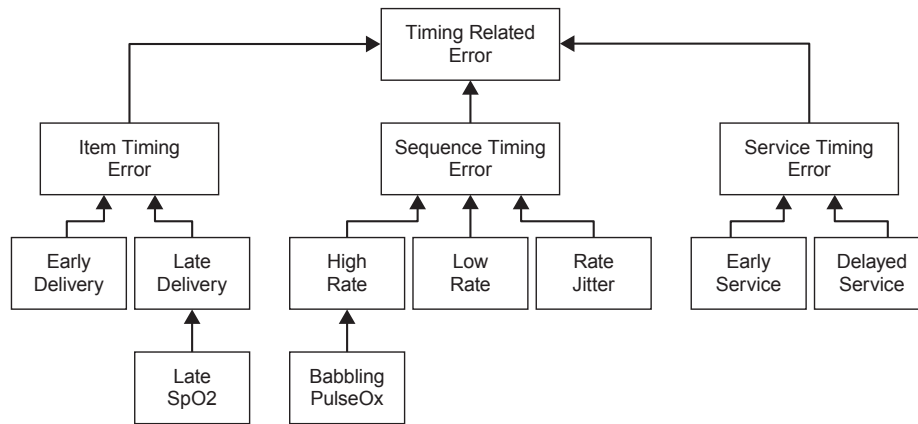 Timing Related
Error
Item Timing
Error
Sequence Timing
Error
Service Timing
Error
Early
Delivery
Late
Delivery
High
Rate
Low
Rate
Rate
Jitter
Early
Service
Delayed
Service
Late
SpO2
Babbling
PulseOx